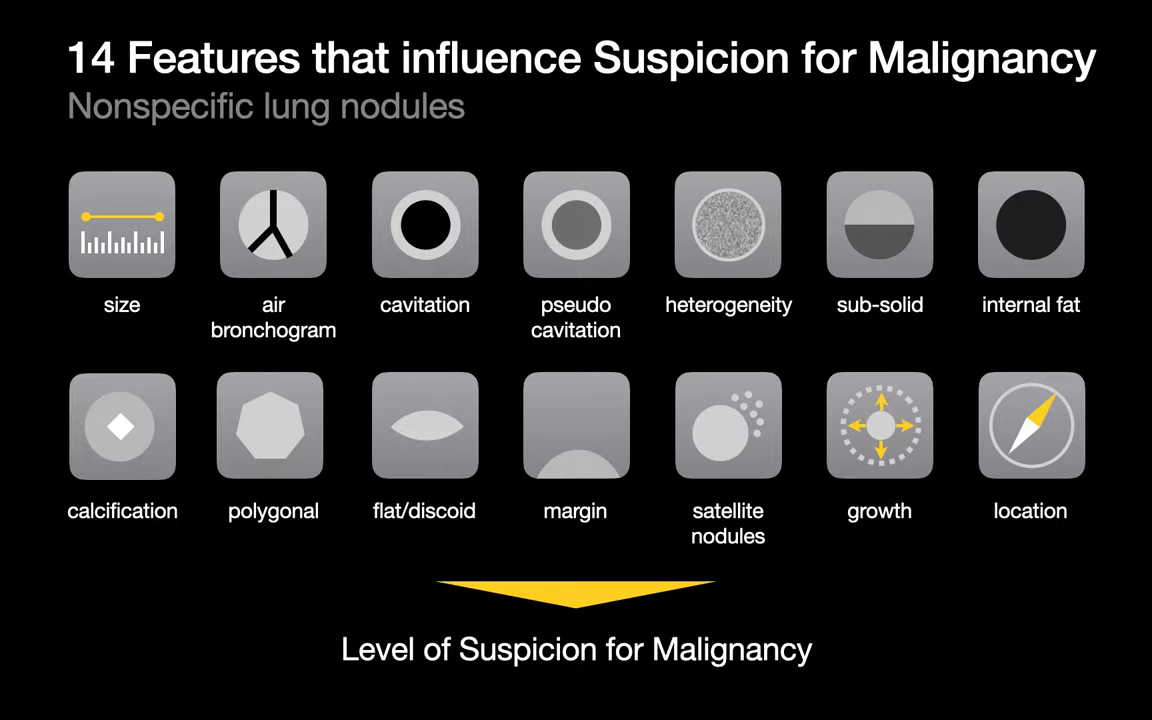 14 Features that influence Suspicion for Malignancy
Nonspecific lung nodules
size
air
bronchogram
cavitation
pseudo
cavitation
heterogeneity
sub-solid
internal fat
calcification
polygonal
flat/discoid
margin
satellite
nodules
growth
location
Level of Suspicion for Malignancy